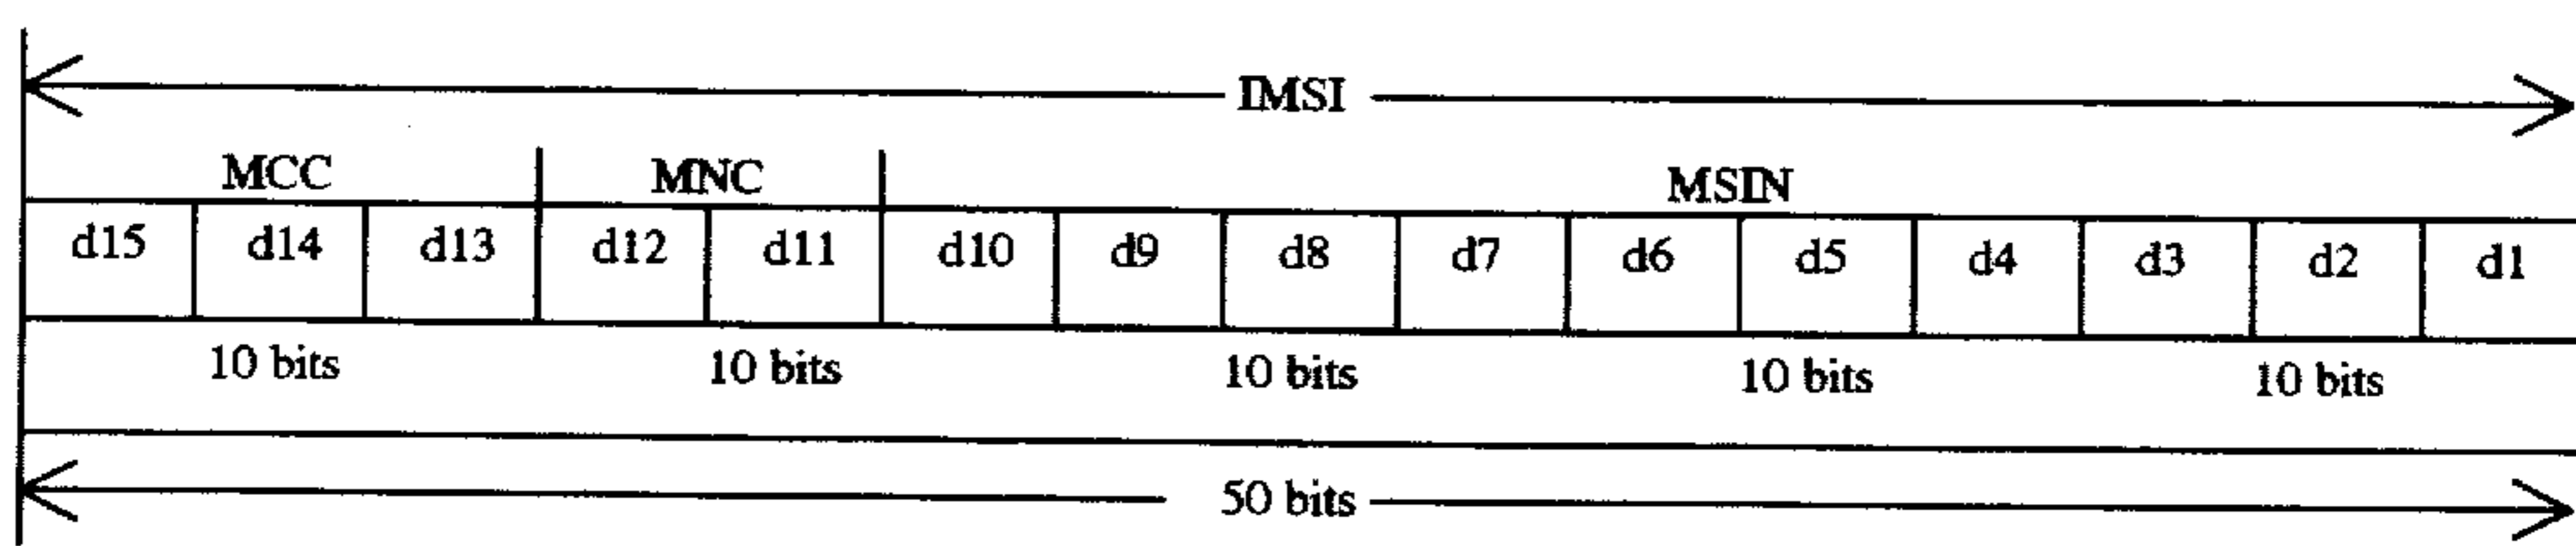 IMSI
MCC MNC MSIN
d15 d14 d13 d12 d11 d10 d9 d8 d7 d6 d5 d4 d3 d2 d1
10 bits 10 bits 10 bits 10 bits 10 bits
50 bits